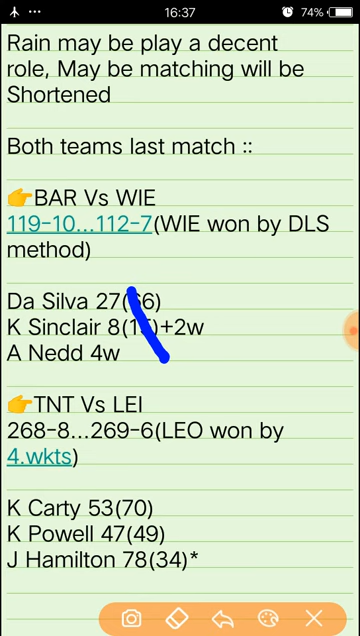 16:37
74%
Rain may be play a decent
role, May be matching will be
Shortened
Both teams last match ::
👉BAR Vs WIE
119-10...112-7(WIE won by DLS
method)
Da Silva 27(66)
K Sinclair 8(15)+2w
A Nedd 4w
👉TNT Vs LEI
268-8...269-6(LEO won by
4.wkts)
K Carty 53(70)
K Powell 47(49)
J Hamilton 78(34)*